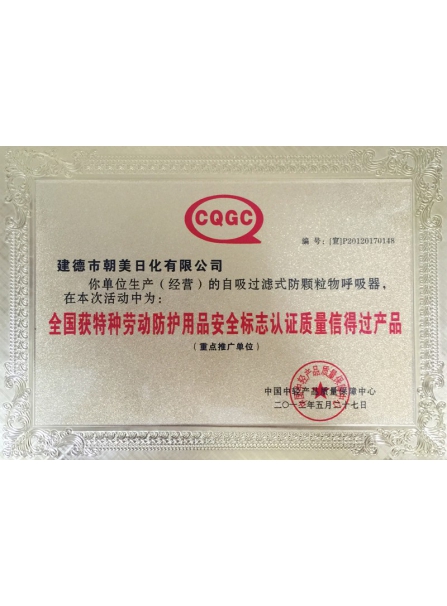 CQGC
编 号:[宣]P20120170148
建德市朝美日化有限公司
你单位生产(经营)的自吸过滤式防颗粒物呼吸器,
在本次活动中为:
全国获特种劳动防护用品安全标志认证质量信得过产品
(重点推广单位)
中国中轻产品质量保障中心
二〇一二年五月二十七日